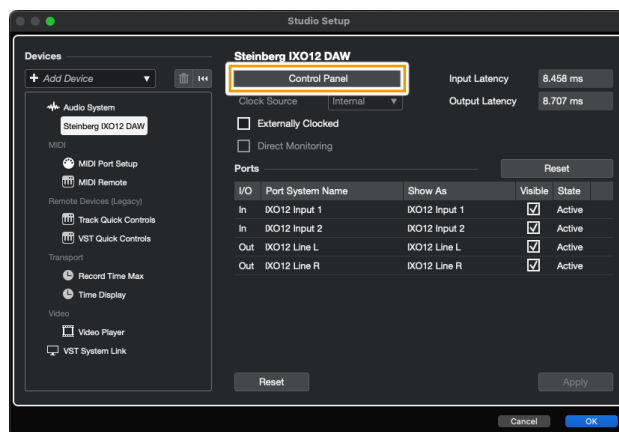 Studio Setup
Devices
+ Add Device
Audio System
Steinberg IXO12 DAW
MIDI
MIDI Port Setup
MIDI Remote
Remote Devices (Legacy)
Track Quick Controls
VST Quick Controls
Transport
Record Time Max
Time Display
Video
Video Player
VST System Link
Steinberg IXO12 DAW
Control Panel
Input Latency 8.458 ms
Clock Source Internal
Output Latency 8.707 ms
Externally Clocked
Direct Monitoring
Ports
Reset
I/O Port System Name Show As Visible State
In IXO12 Input 1 IXO12 Input 1 Active
In IXO12 Input 2 IXO12 Input 2 Active
Out IXO12 Line L IXO12 Line L Active
Out IXO12 Line R IXO12 Line R Active
Reset
Apply
Cancel
OK